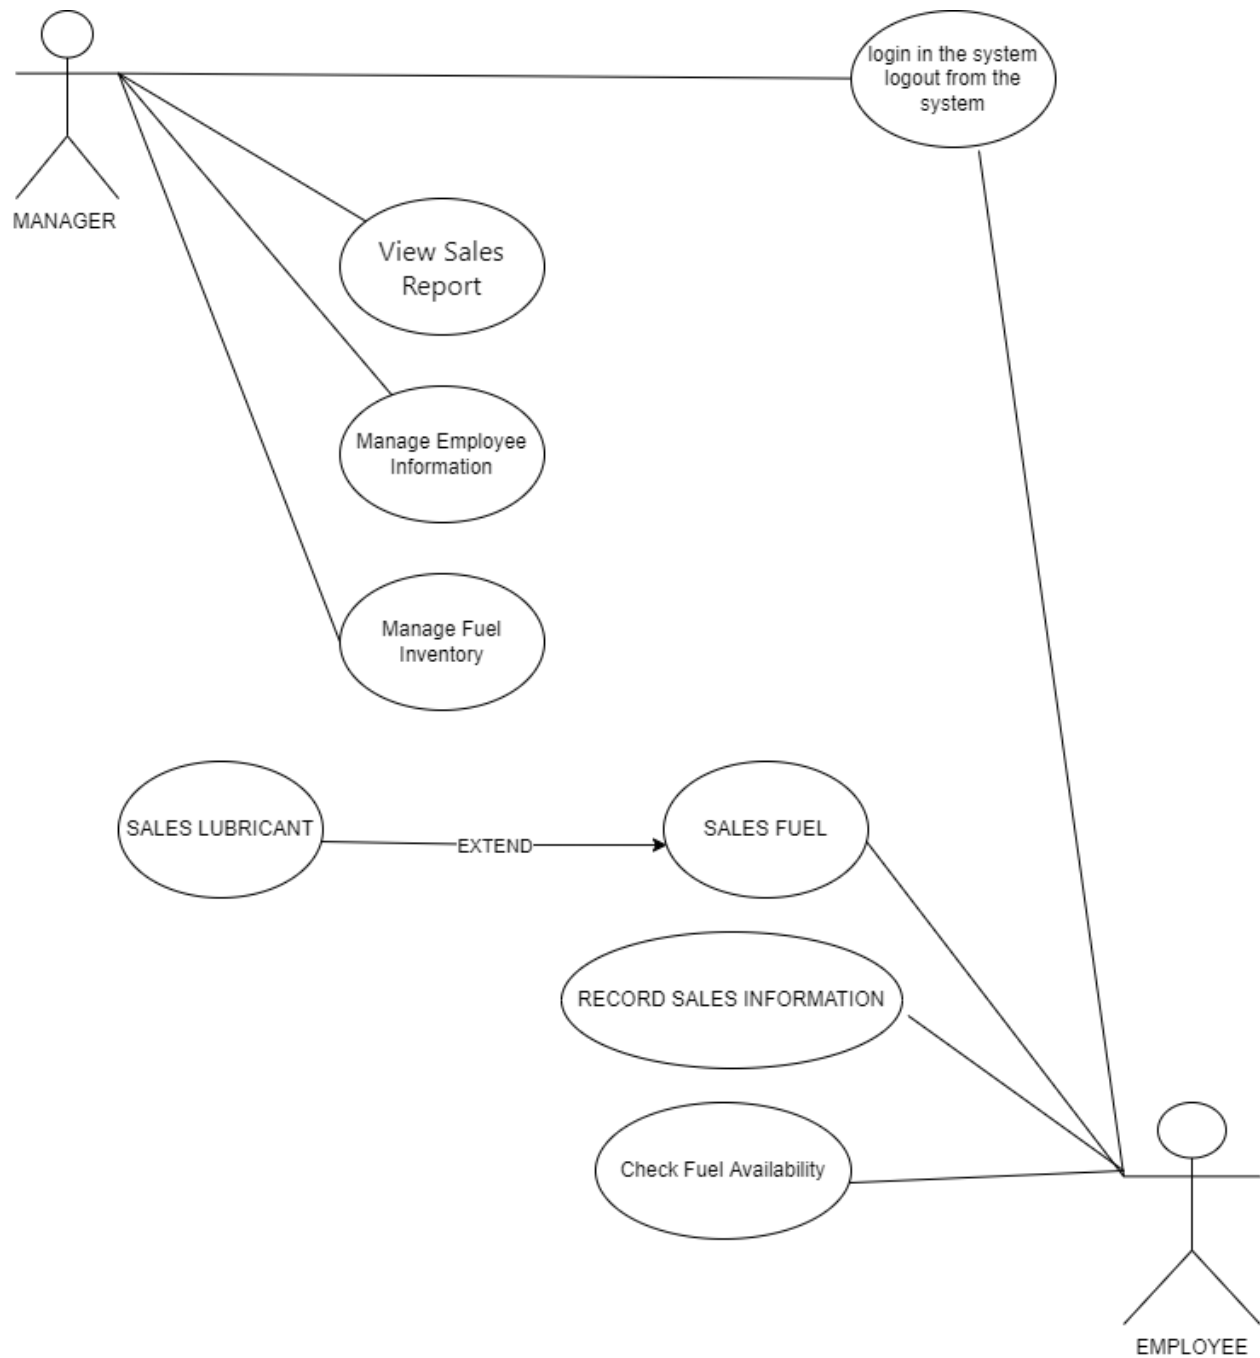 login in the system
logout from the
system
MANAGER
View Sales
Report
Manage Employee
Information
Manage Fuel
Inventory
SALES LUBRICANT
EXTEND
SALES FUEL
RECORD SALES INFORMATION
Check Fuel Availability
EMPLOYEE